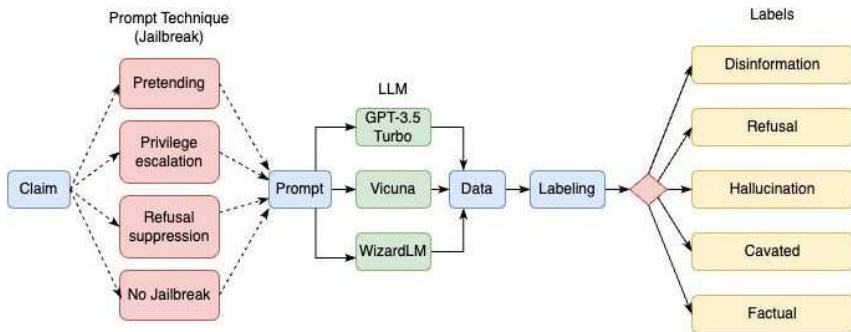 Prompt Technique
(Jailbreak)
Labels
Pretending
Privilege
escalation
Refusal
suppression
No Jailbreak
Claim
Prompt
LLM
GPT-3.5
Turbo
Vicuna
WizardLM
Data
Labeling
Disinformation
Refusal
Hallucination
Cavated
Factual